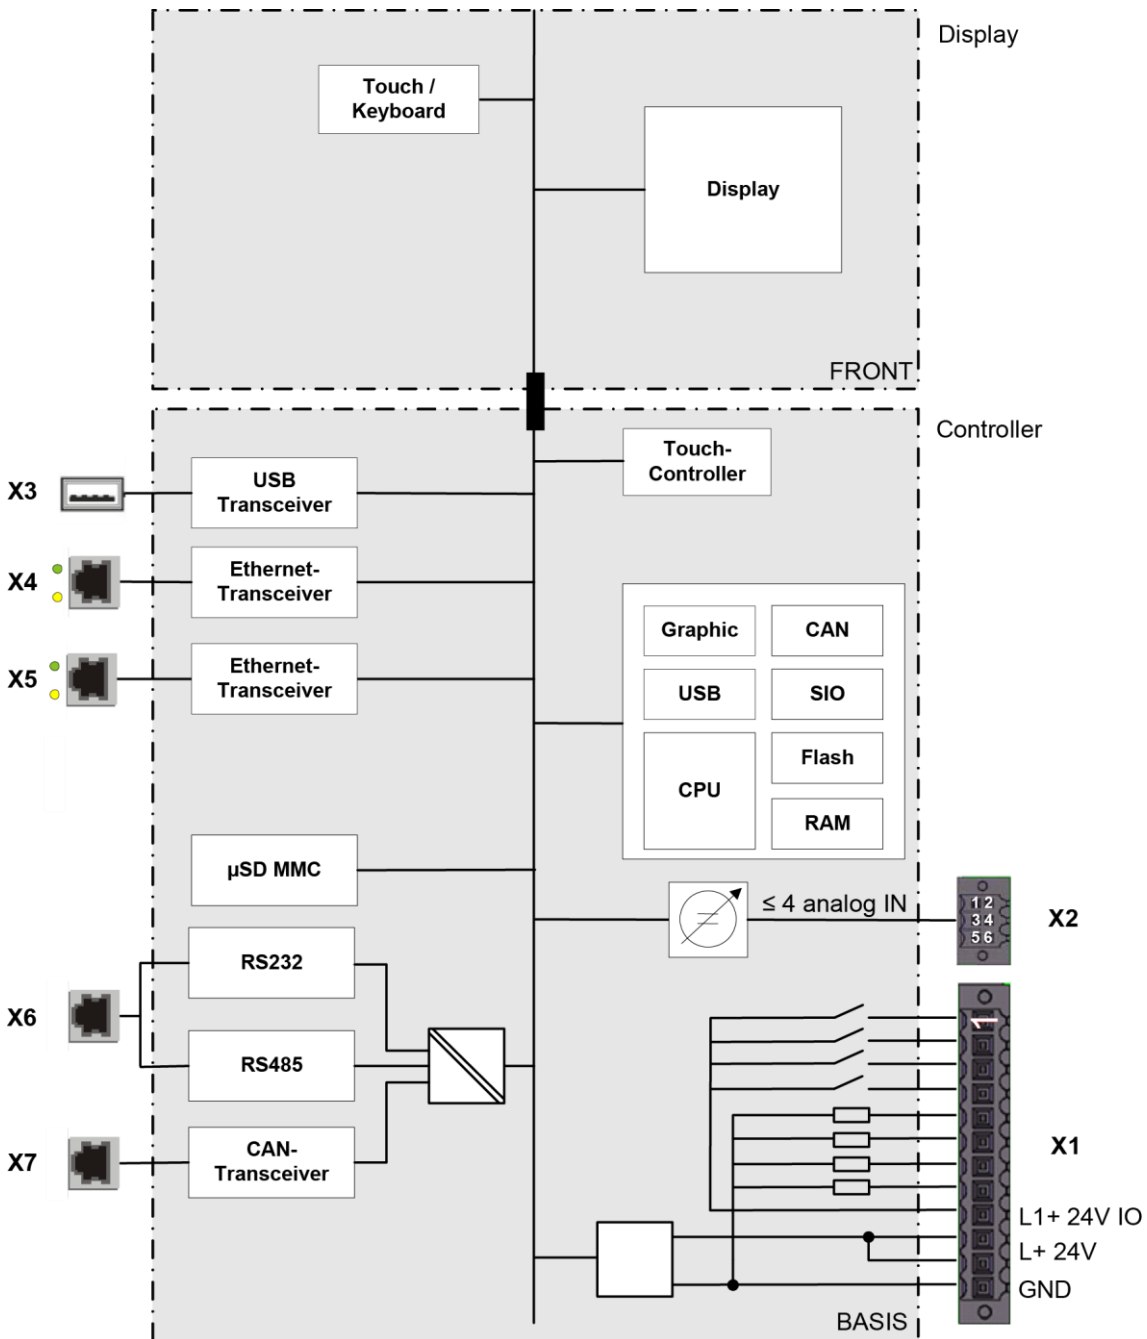 Display
Touch /
Keyboard
Display
FRONT
Controller
Touch-
Controller
X3
USB
Transceiver
X4
Ethernet-
Transceiver
X5
Ethernet-
Transceiver
Graphic
CAN
USB
SIO
CPU
Flash
RAM
µSD MMC
≤ 4 analog IN
1 2
3 4
5 6
X2
RS232
X6
RS485
X7
CAN-
Transceiver
1
X1
L1+ 24V IO
L+ 24V
GND
BASIS